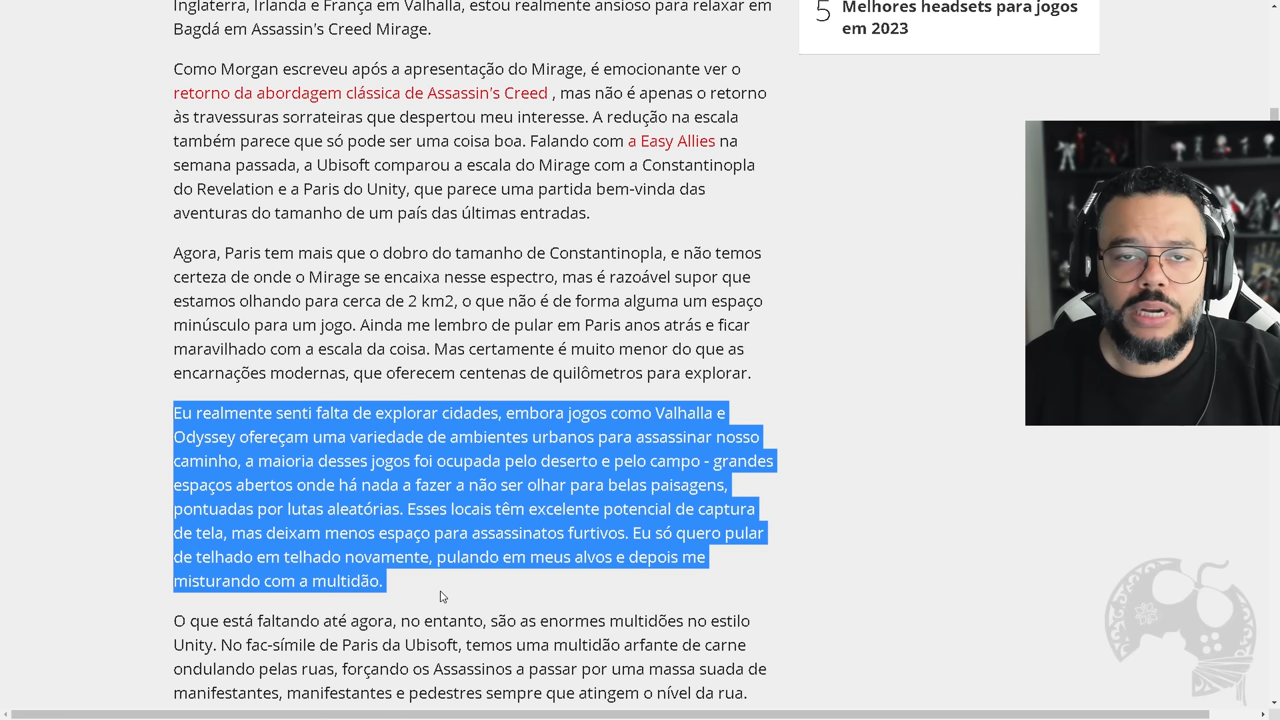 Inglaterra, Irlanda e França em Valhalla, estou realmente ansioso para relaxar em
Bagdá em Assassin's Creed Mirage.
Como Morgan escreveu após a apresentação do Mirage, é emocionante ver o
retorno da abordagem clássica de Assassin's Creed , mas não é apenas o retorno
às travessuras sorrateiras que despertou meu interesse. A redução na escala
também parece que só pode ser uma coisa boa. Falando com a Easy Allies na
semana passada, a Ubisoft comparou a escala do Mirage com a Constantinopla
do Revelation e a Paris do Unity, que parece uma partida bem-vinda das
aventuras do tamanho de um país das últimas entradas.
Agora, Paris tem mais que o dobro do tamanho de Constantinopla, e não temos
certeza de onde o Mirage se encaixa nesse espectro, mas é razoável supor que
estamos olhando para cerca de 2 km2, o que não é de forma alguma um espaço
minúsculo para um jogo. Ainda me lembro de pular em Paris anos atrás e ficar
maravilhado com a escala da coisa. Mas certamente é muito menor do que as
encarnações modernas, que oferecem centenas de quilômetros para explorar.
Eu realmente senti falta de explorar cidades, embora jogos como Valhalla e
Odyssey ofereçam uma variedade de ambientes urbanos para assassinar nosso
caminho, a maioria desses jogos foi ocupada pelo deserto e pelo campo - grandes
espaços abertos onde há nada a fazer a não ser olhar para belas paisagens,
pontuadas por lutas aleatórias. Esses locais têm excelente potencial de captura
de tela, mas deixam menos espaço para assassinatos furtivos. Eu só quero pular
de telhado em telhado novamente, pulando em meus alvos e depois me
misturando com a multidão.
O que está faltando até agora, no entanto, são as enormes multidões no estilo
Unity. No fac-símile de Paris da Ubisoft, temos uma multidão arfante de carne
ondulando pelas ruas, forçando os Assassinos a passar por uma massa suada de
manifestantes, manifestantes e pedestres sempre que atingem o nível da rua.
5 Melhores headsets para jogos
em 2023